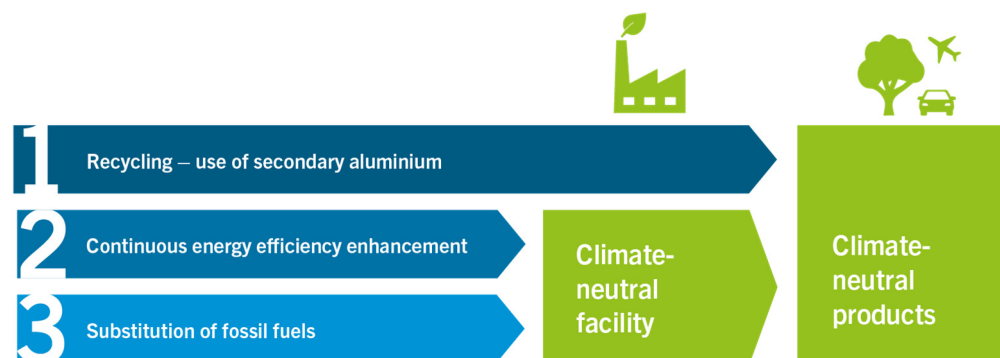 1
Recycling – use of secondary aluminium
2
Continuous energy efficiency enhancement
3
Substitution of fossil fuels
Climate-
neutral
facility
Climate-
neutral
products